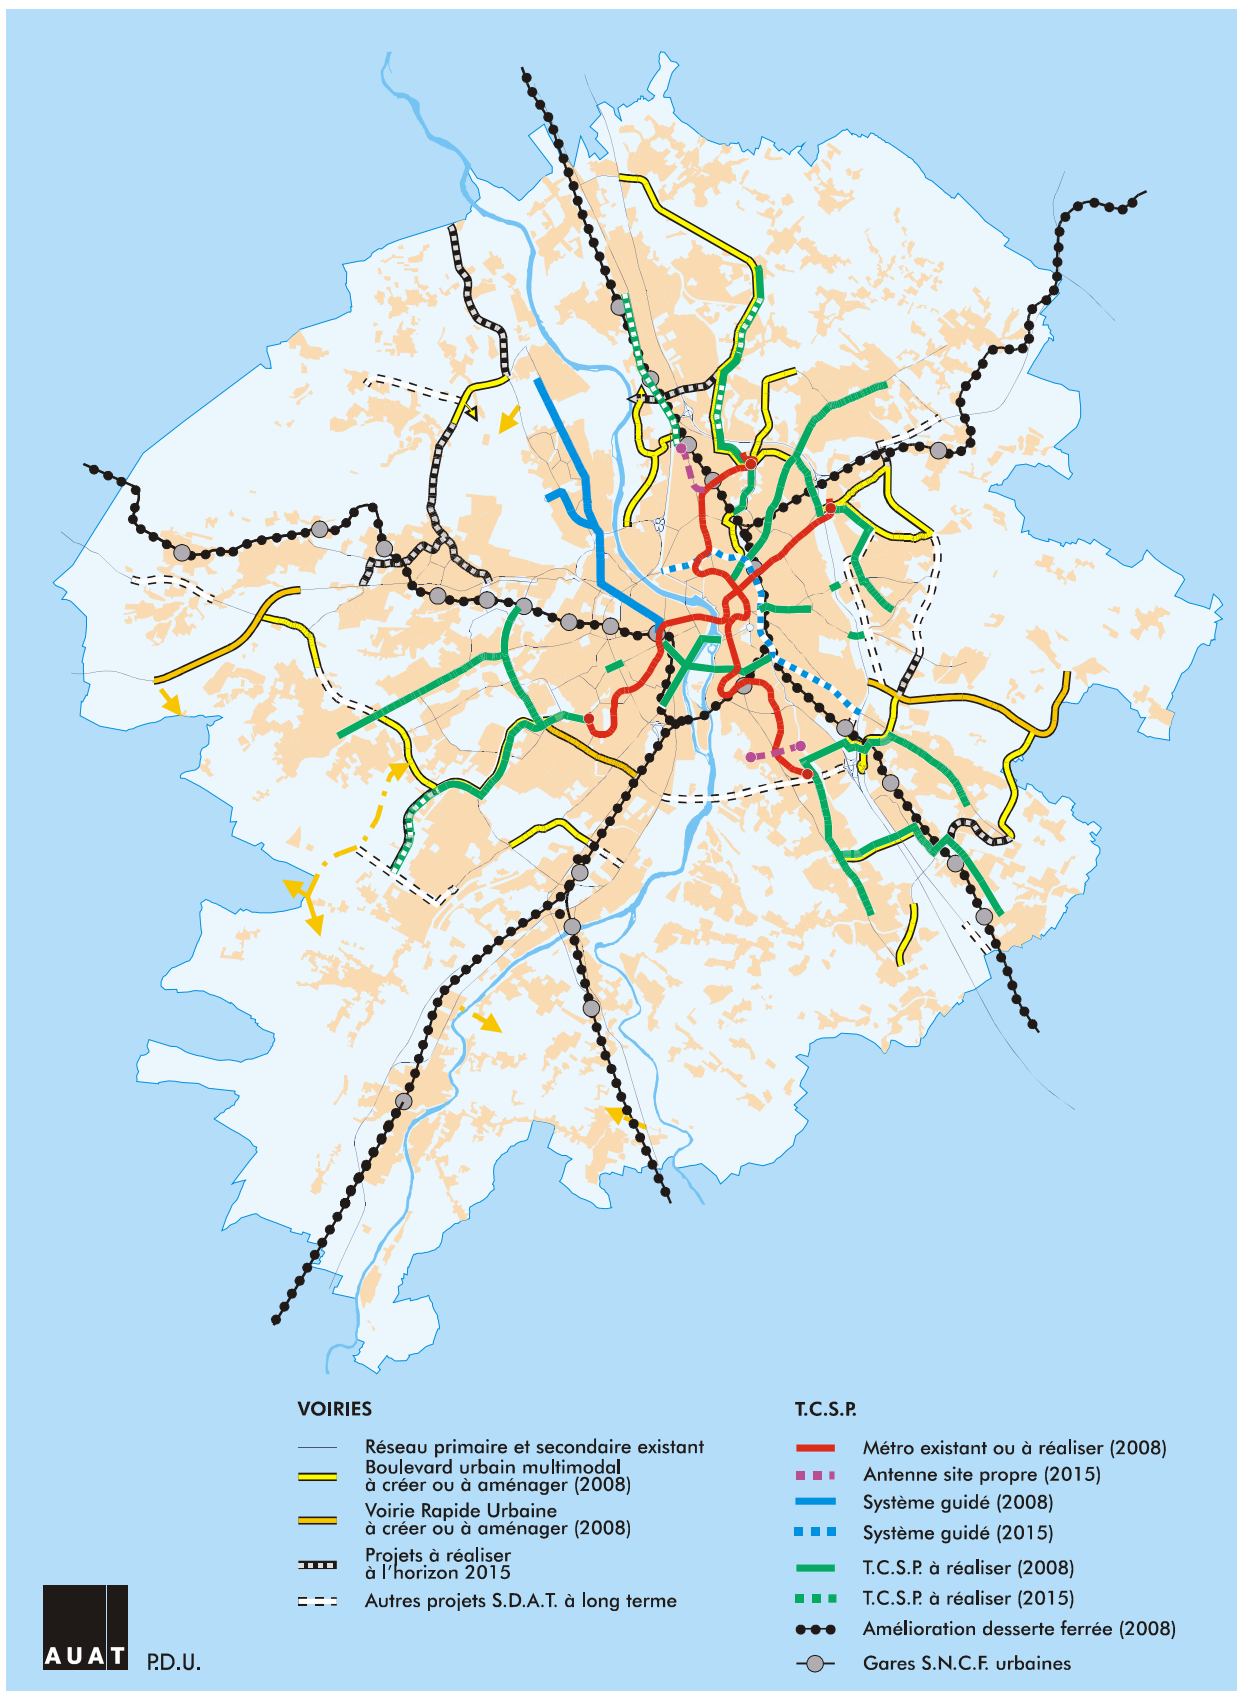 VOIRIES
Réseau primaire et secondaire existant
Boulevard urbain multimodal
à créer ou à aménager (2008)
Voirie Rapide Urbaine
à créer ou à aménager (2008)
Projets à réaliser
à l'horizon 2015
Autres projets S.D.A.T. à long terme
T.C.S.P.
Métro existant ou à réaliser (2008)
Antenne site propre (2015)
Système guidé (2008)
Système guidé (2015)
T.C.S.P. à réaliser (2008)
T.C.S.P. à réaliser (2015)
Amélioration desserte ferrée (2008)
Gares S.N.C.F. urbaines
AUAT
P.D.U.